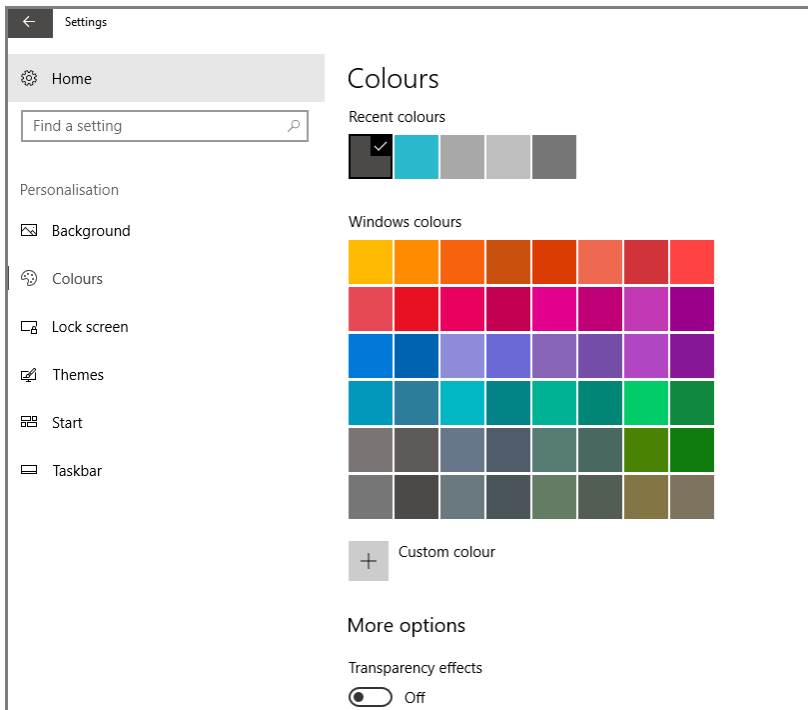 Settings
Home
Find a setting
Personalisation
Background
Colours
Lock screen
Themes
Start
Taskbar
Colours
Recent colours
Windows colours
Custom colour
More options
Transparency effects
Off